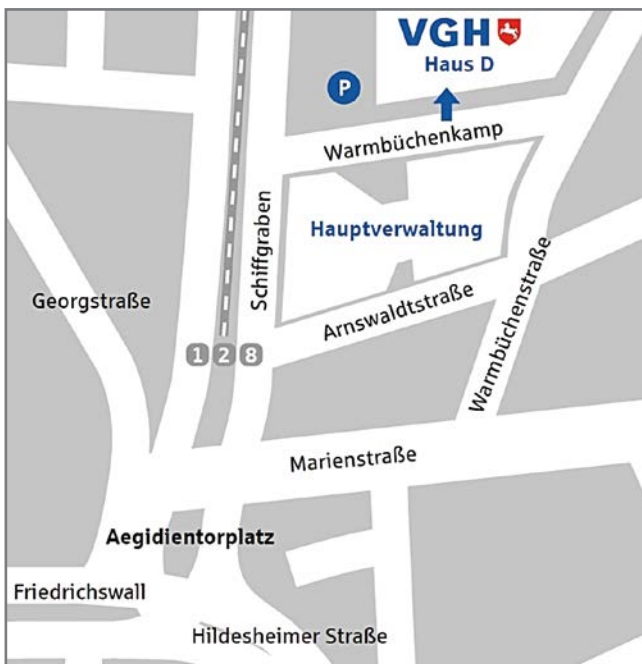 VGH
Haus D
P
Warmbüchenkamp
Hauptverwaltung
Schiffgraben
Georgstraße
Arnswaldtstraße
Warmbüchenstraße
1 2 8
Marienstraße
Aegidientorplatz
Friedrichswall
Hildesheimer Straße